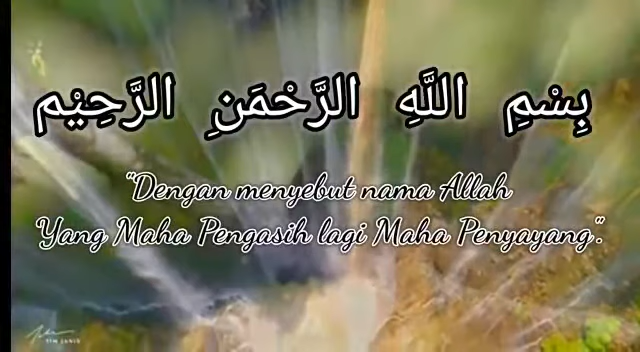 بِسْمِ اللَّهِ الرَّحْمَنِ الرَّحِيْمِ
"Dengan menyebut nama Allah
Yang Maha Pengasih lagi Maha Penyayang".